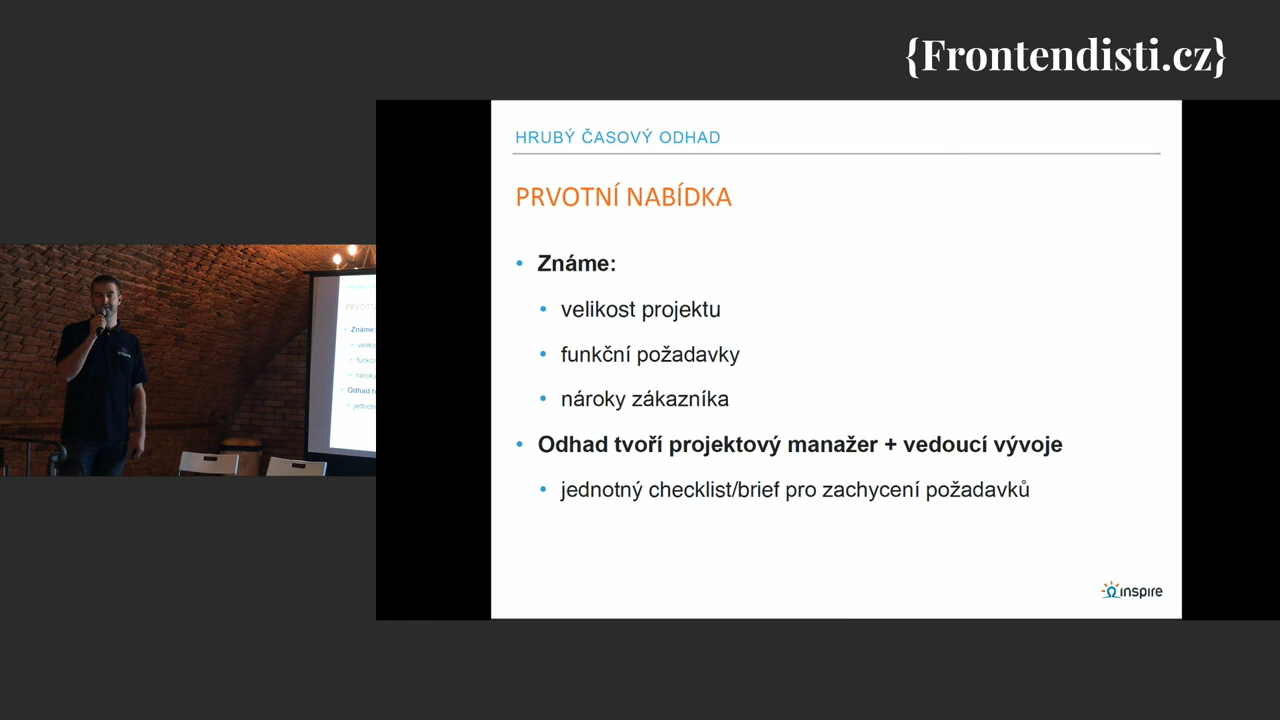 {Frontendisti.cz}
HRUBÝ ČASOVÝ ODHAD
PRVOTNÍ NABÍDKA
Známe:
velikost projektu
funkční požadavky
nároky zákazníka
Odhad tvoří projektový manažer + vedoucí vývoje
jednotný checklist/brief pro zachycení požadavků
inspire